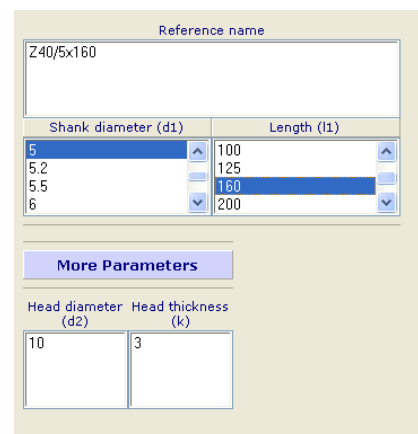 Reference name
Z40/5x160
Shank diameter (d1) Length (l1)
5 100
5.2 125
5.5 160
6 200
More Parameters
Head diameter Head thickness
(d2) (k)
10 3